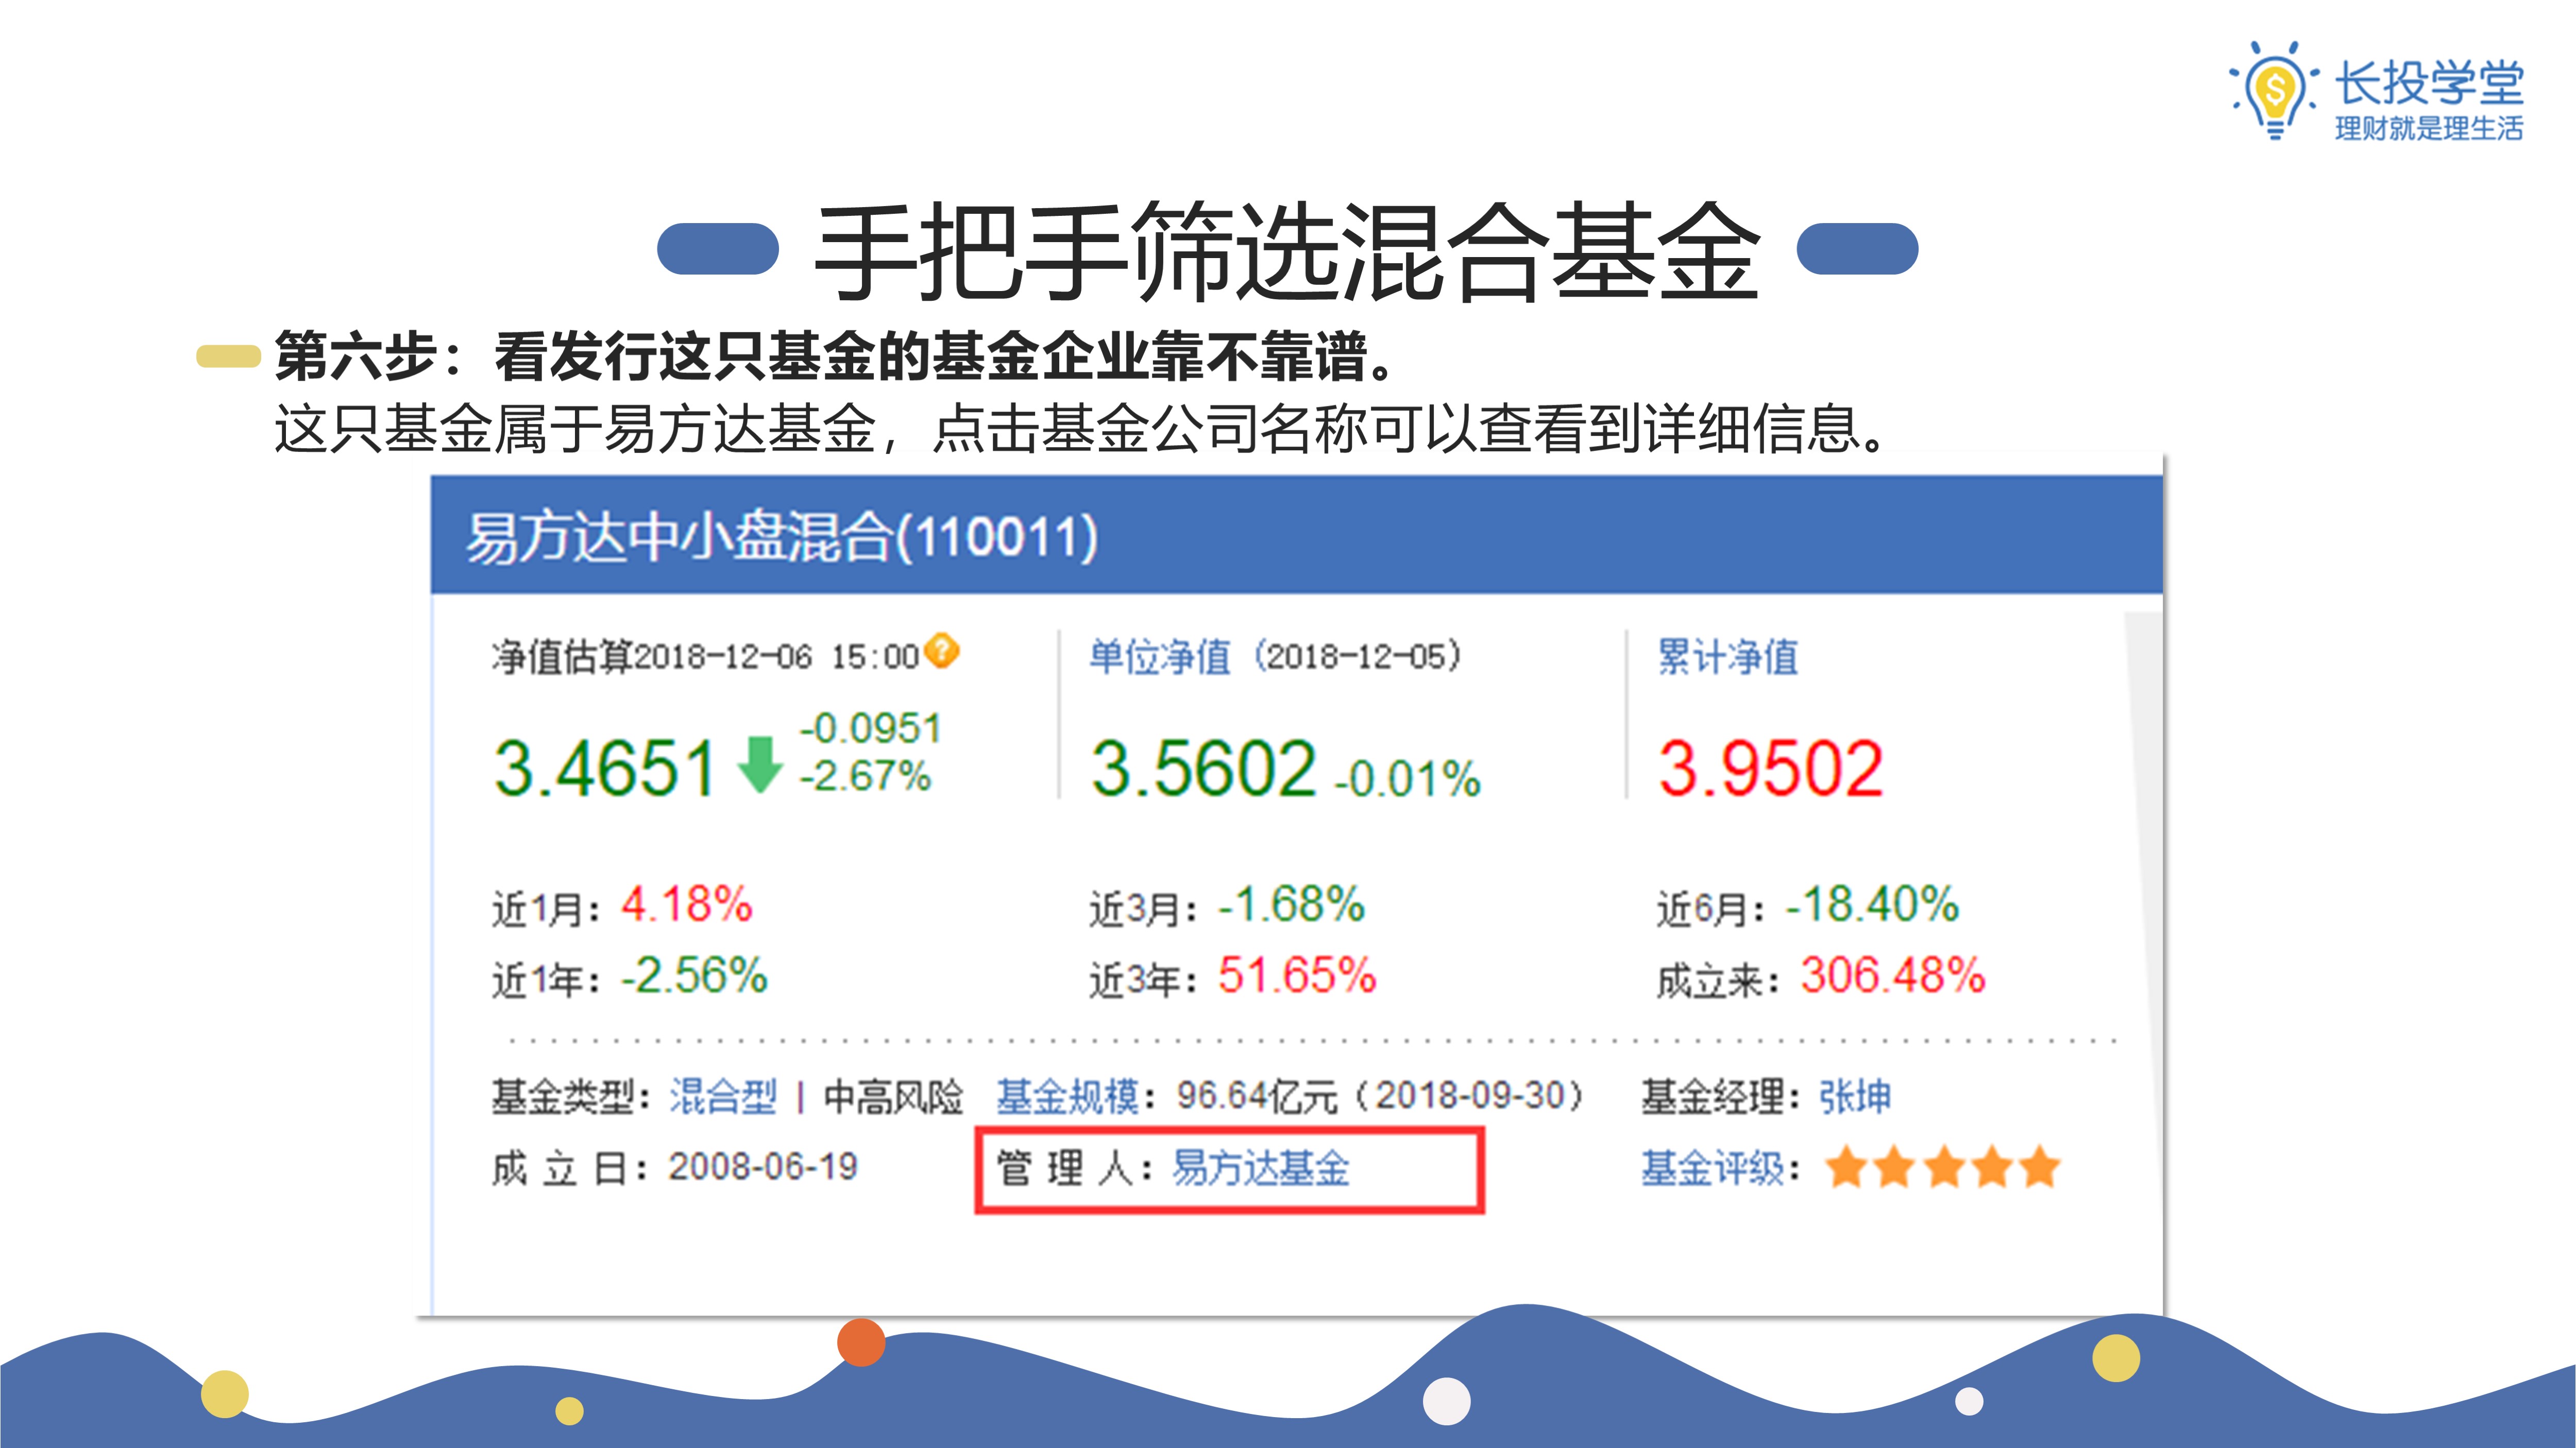 长投学堂
理财就是理生活
手把手筛选混合基金
第六步：看发行这只基金的基金企业靠不靠谱。
这只基金属于易方达基金，点击基金公司名称可以查看到详细信息。
易方达中小盘混合(110011)
净值估算2018-12-06 15:00 ? 单位净值（2018-12-05） 累计净值
3.4651 -0.0951 -2.67% 3.5602 -0.01% 3.9502
近1月：4.18% 近3月：-1.68% 近6月：-18.40%
近1年：-2.56% 近3年：51.65% 成立来：306.48%
基金类型：混合型 | 中高风险 基金规模：96.64亿元（2018-09-30） 基金经理：张坤
成 立 日：2008-06-19 管 理 人：易方达基金 基金评级：